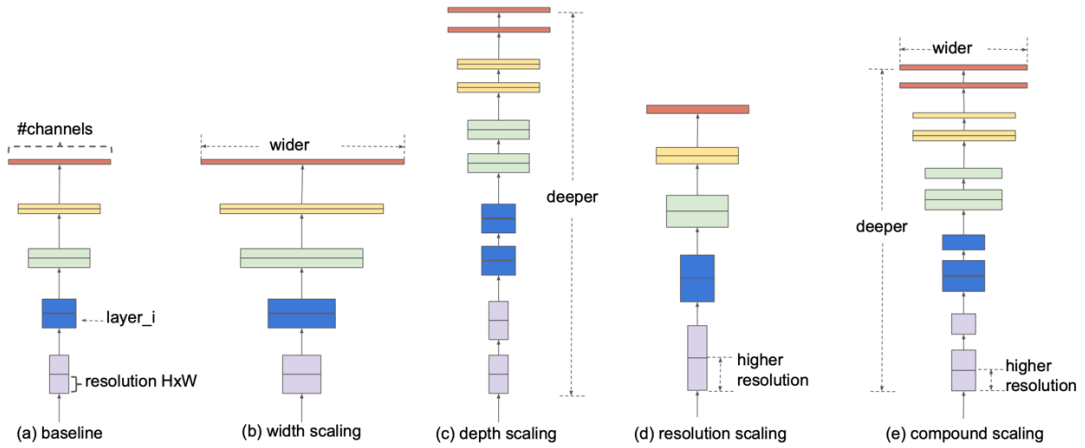 #channels
layer_i
resolution HxW
(a) baseline
wider
(b) width scaling
deeper
(c) depth scaling
higher
resolution
(d) resolution scaling
wider
deeper
higher
resolution
(e) compound scaling